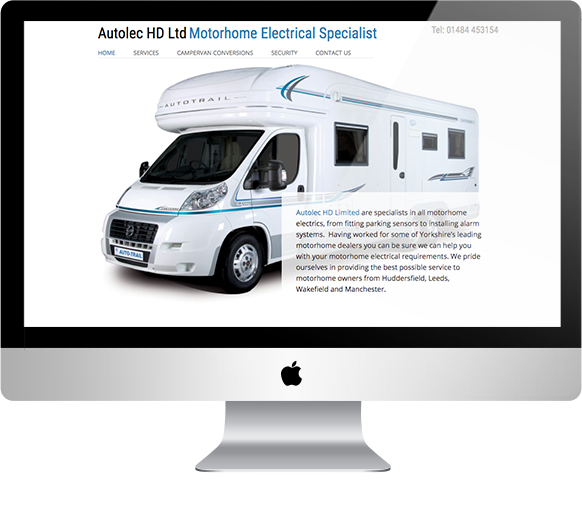 Autolec HD Ltd Motorhome Electrical Specialist
Tel: 01484 453154
HOME SERVICES CAMPERVAN CONVERSIONS SECURITY CONTACT US
AUTOTRAIL
AUTO-TRAIL
Autolec HD Limited are specialists in all motorhome
electrics, from fitting parking sensors to installing alarm
systems. Having worked for some of Yorkshire's leading
motorhome dealers you can be sure we can help you
with your motorhome electrical requirements. We pride
ourselves in providing the best possible service to
motorhome owners from Huddersfield, Leeds,
Wakefield and Manchester.